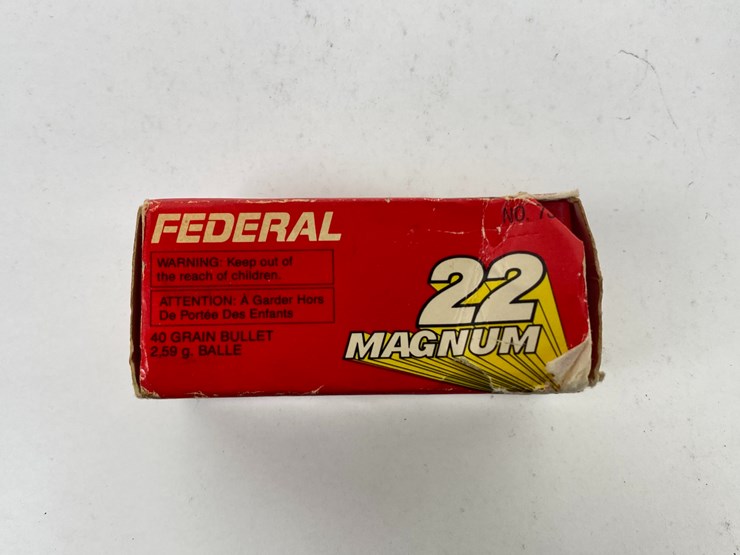 FEDERAL
NO.
WARNING: Keep out of
the reach of children.
ATTENTION: À Garder Hors
De Portée Des Enfants
40 GRAIN BULLET
2,59 g. BALLE
22
MAGNUM